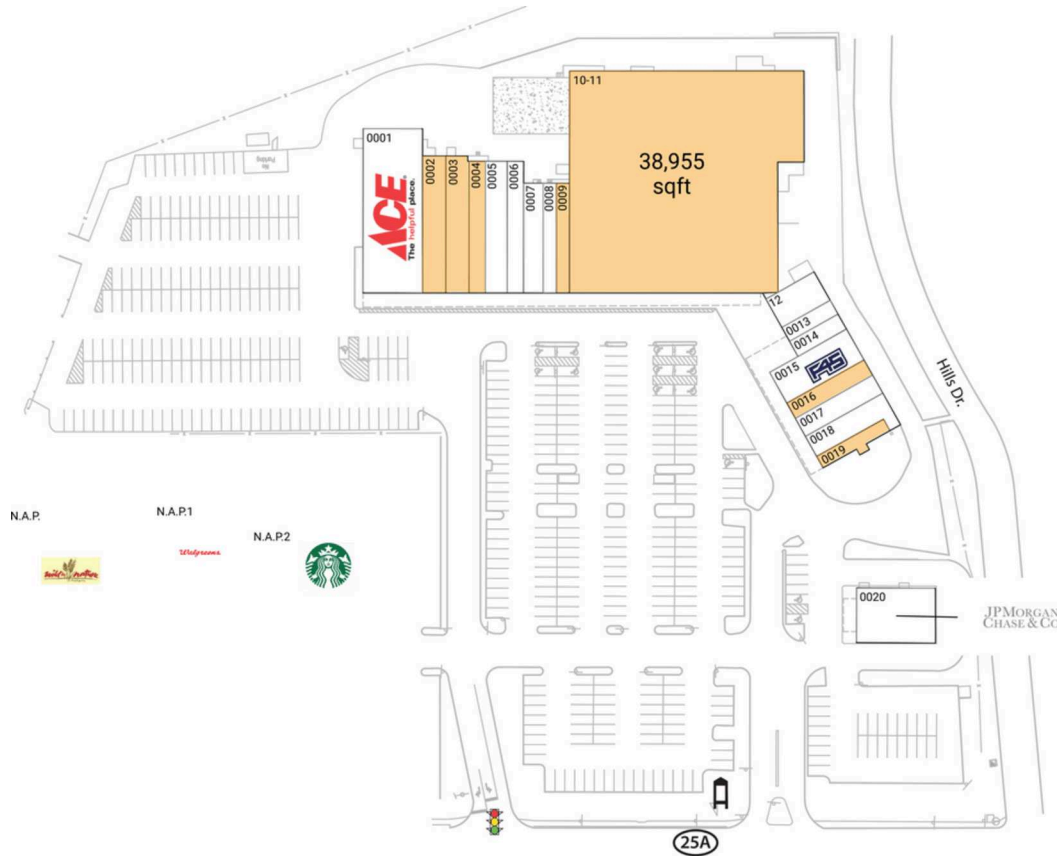 10-11
38,955
sqft
0001
ACE
The helpful place.
0002
0003
0004
0005
0006
0007
0008
0009
12
0013
0014
0015
F45
0016
0017
0018
0019
Hills Dr.
N.A.P.
N.A.P.1
N.A.P.2
Walgreens
0020
JPMORGAN
CHASE & CO
25A